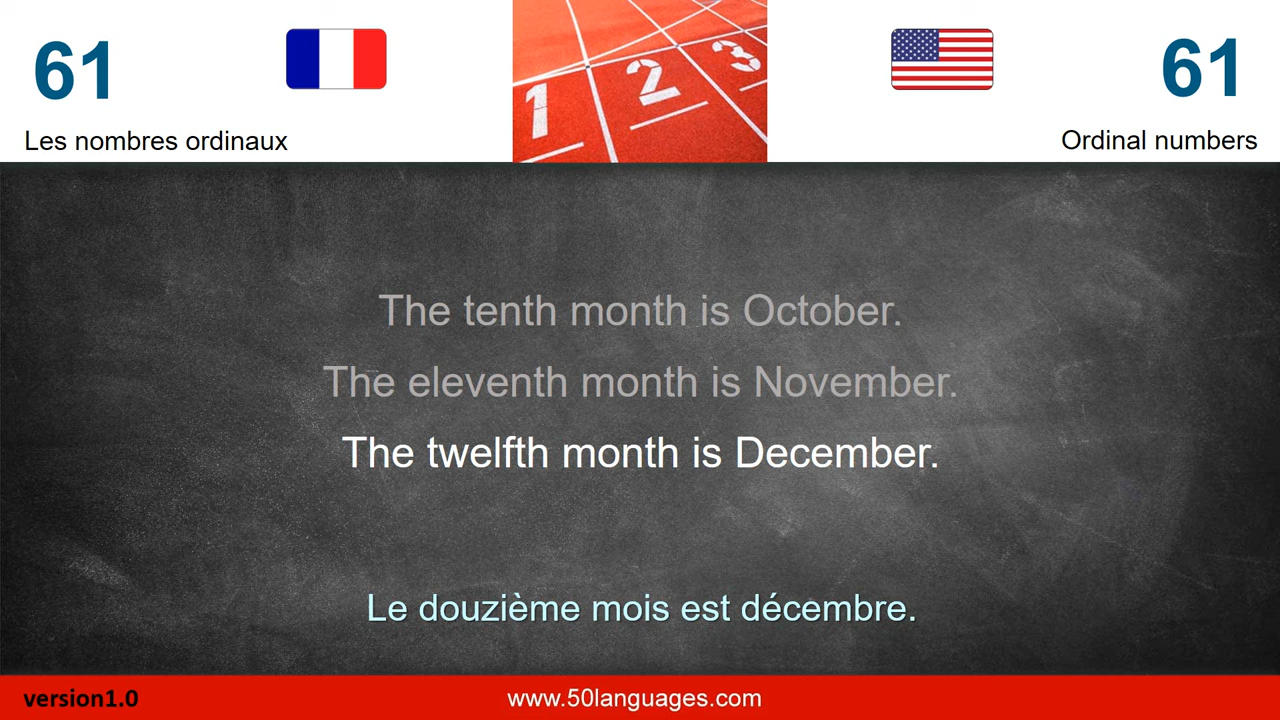 61
61
Les nombres ordinaux
Ordinal numbers
1 2 3
The tenth month is October.
The eleventh month is November.
The twelfth month is December.
Le douzième mois est décembre.
version1.0
www.50languages.com